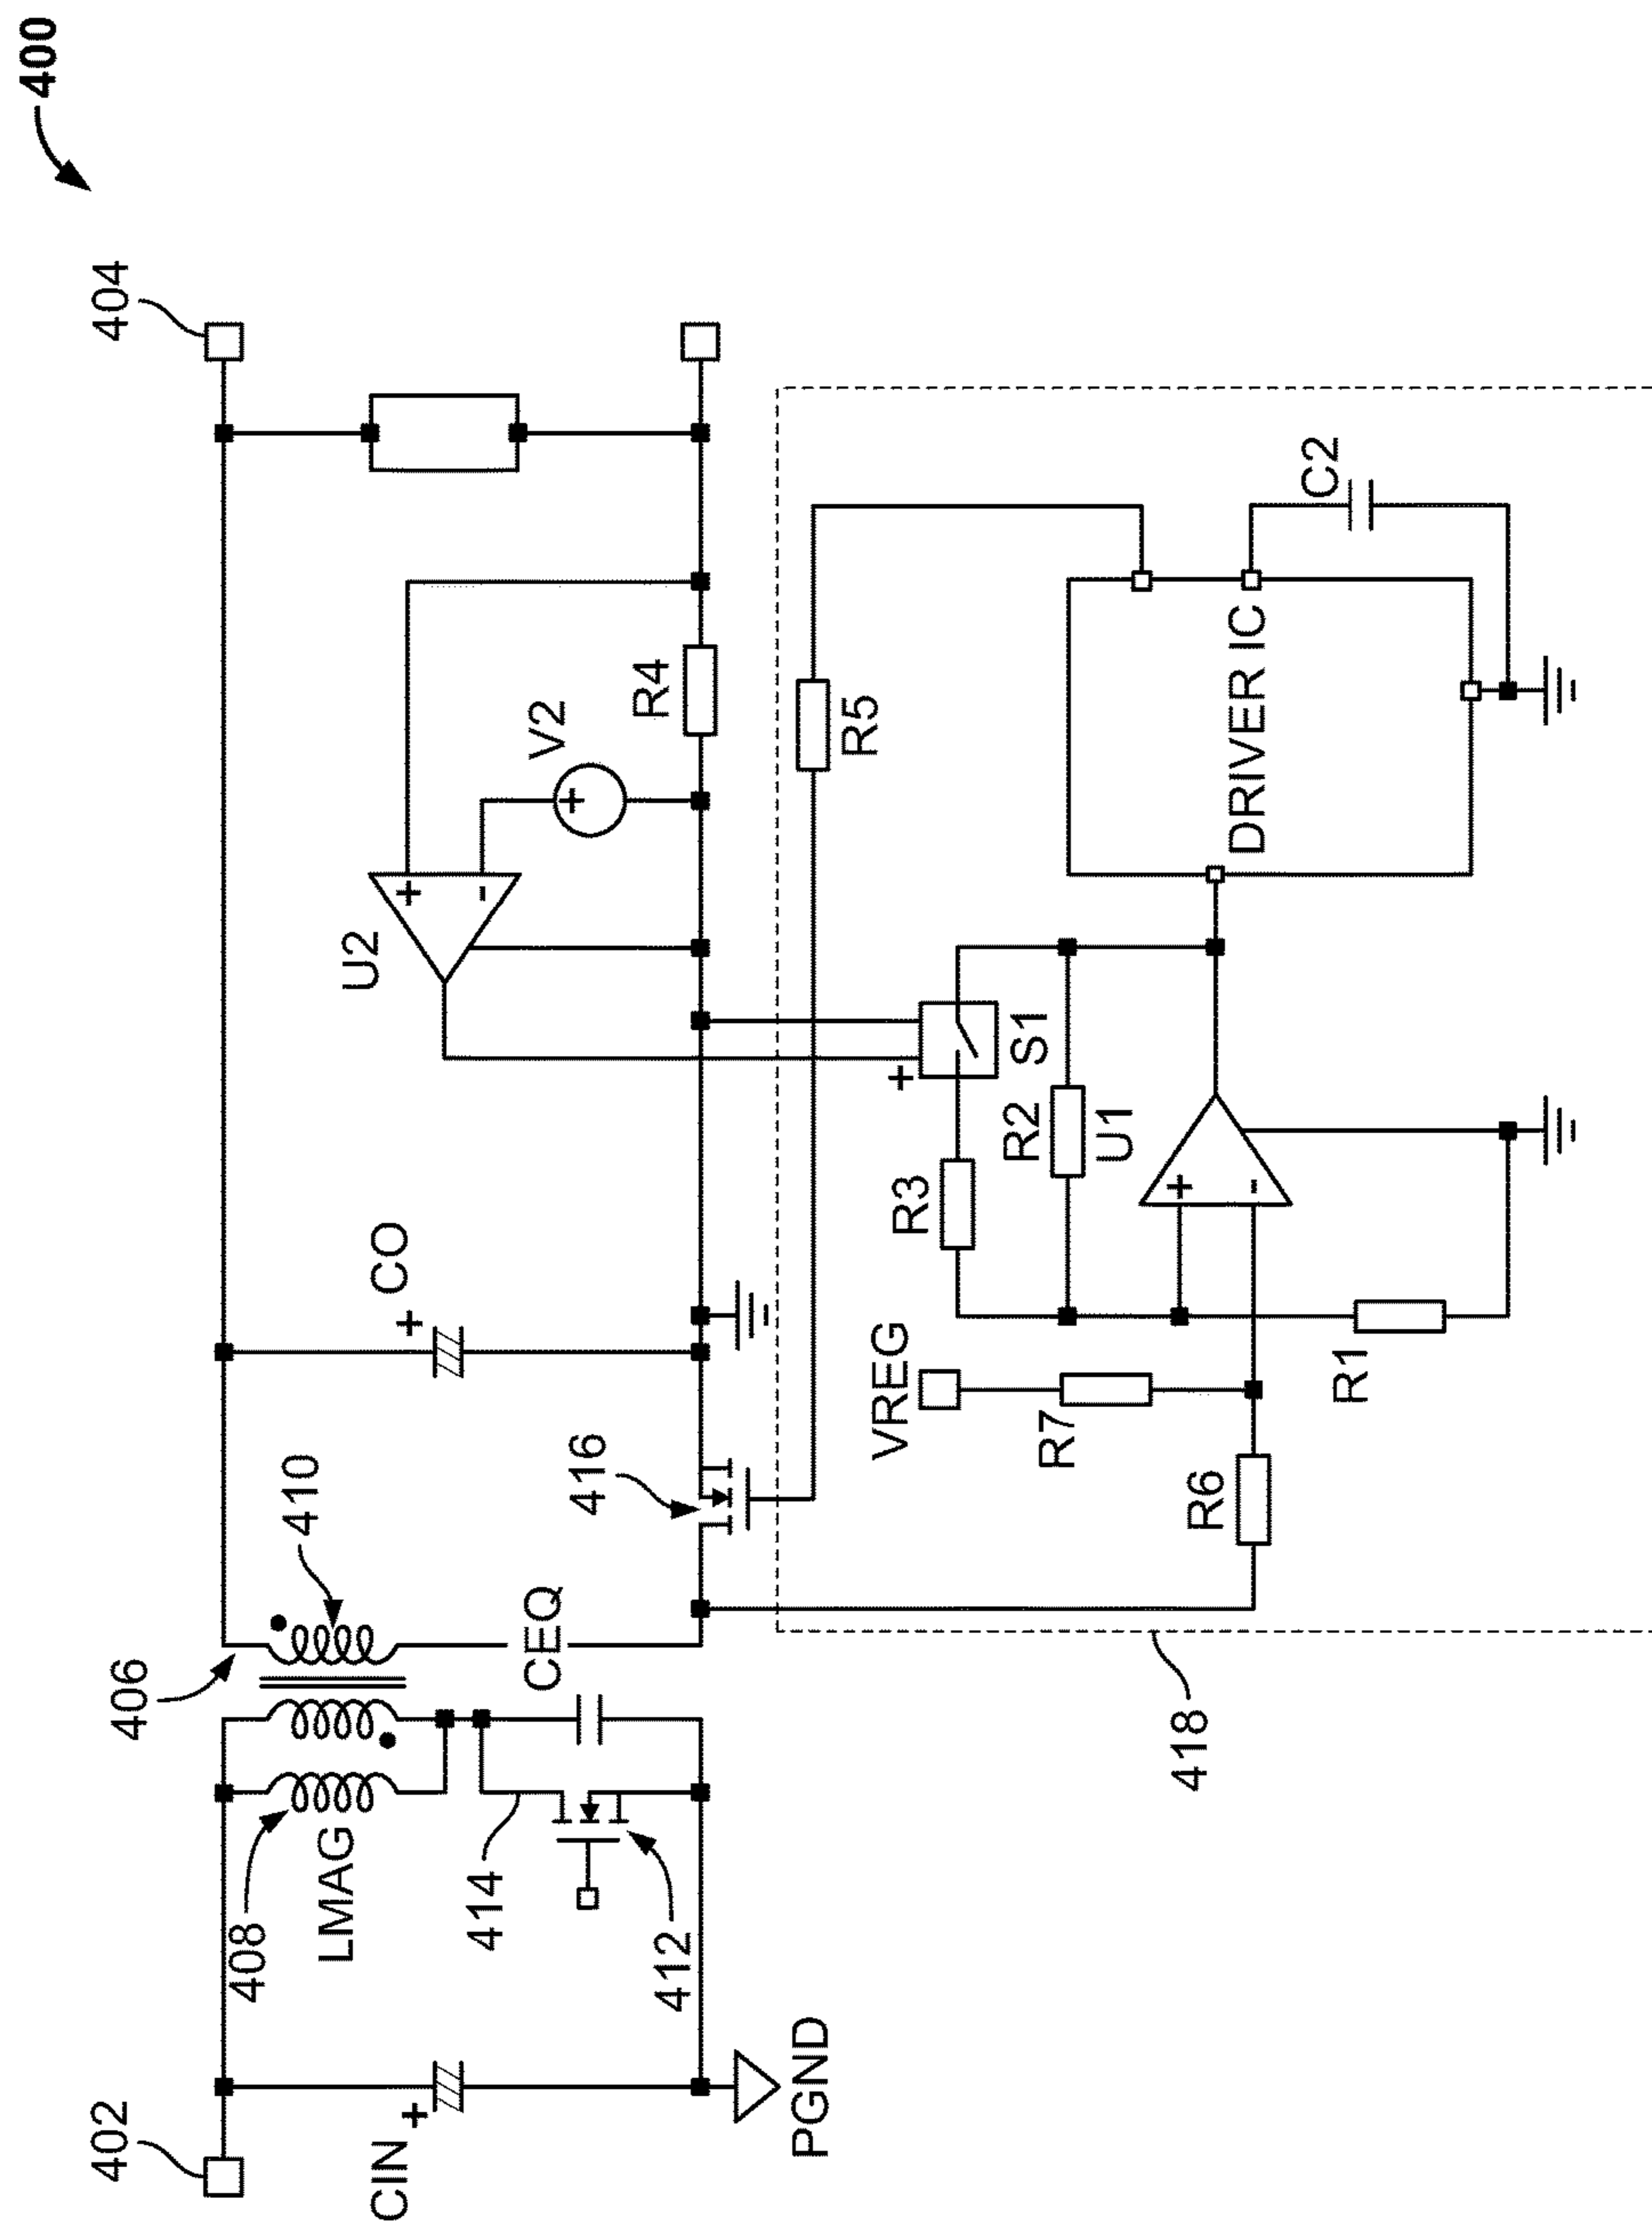 400
404
402
406
410
408
LMAG
414
412
CEQ
CIN
+
PGND
416
CO
+
U2
+
-
V2
+
R4
R5
418
VREG
R7
R6
R1
R3
R2
U1
+
-
S1
+
DRIVER IC
C2